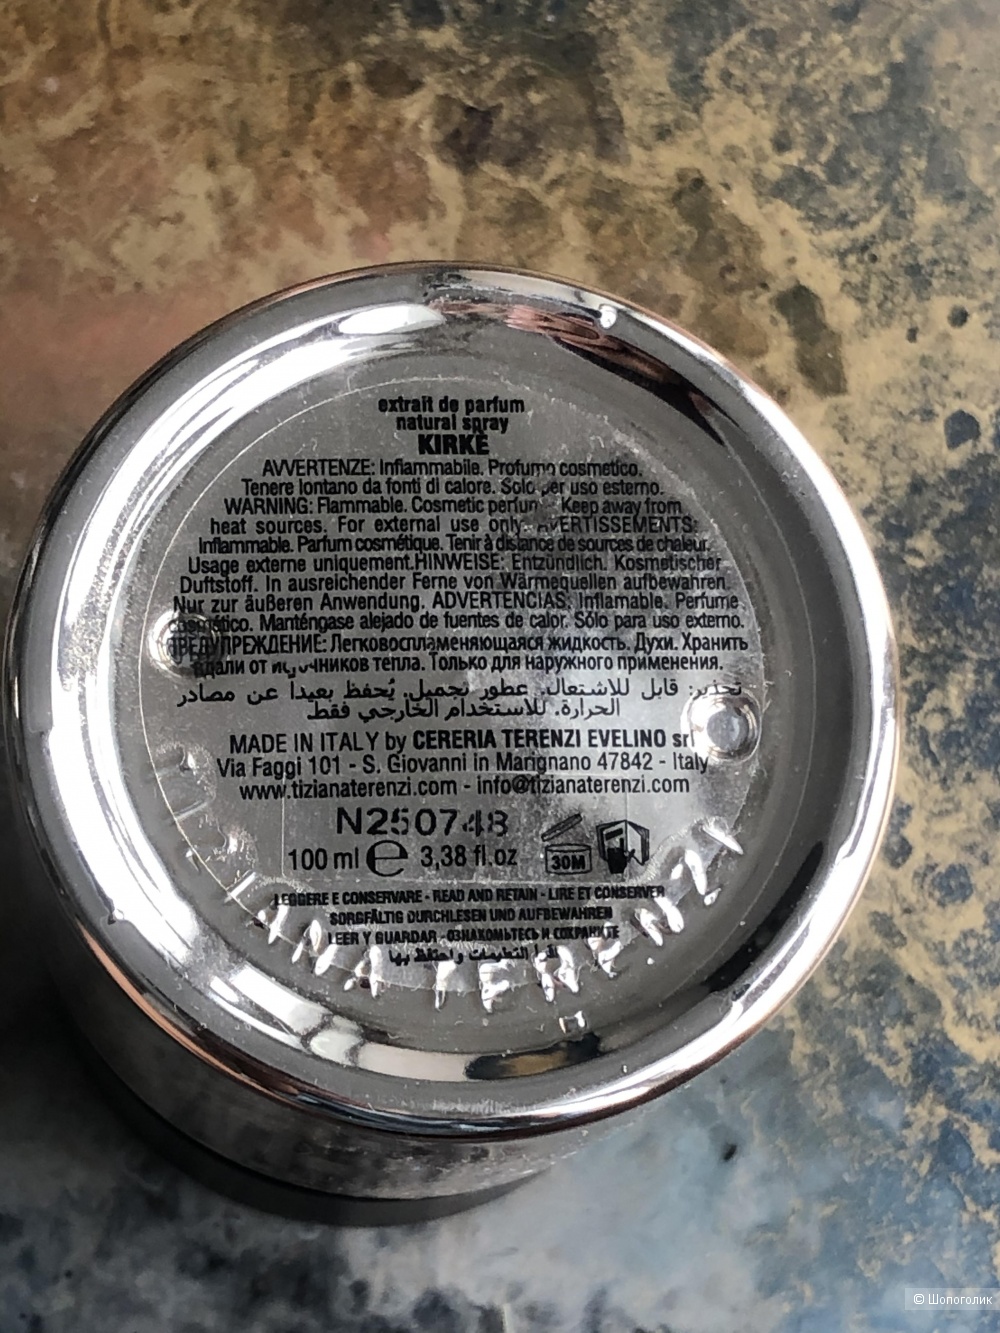 extrait de parfum
natural spray
KIRKÈ
AVVERTENZE: Infiammabile. Profumo cosmetico.
Tenere lontano da fonti di calore. Solo per uso esterno.
WARNING: Flammable. Cosmetic Keep away from
heat sources. For external use only. AVERTISSEMENTS:
Inflammable. Parfum cosmétique. Tenir à distance de sources de chaleur.
Usage externe uniquement.HINWEISE: Entzündlich. Kosmetischer
Duftstoff. In ausreichender Ferne von Wärmequellen aufbewahren.
Nur zur äußeren Anwendung. ADVERTENCIAS: Inflamable. Perfume
cosmético. Manténgase alejado de fuentes de calor. Sólo para uso externo.
ПРЕДУПРЕЖДЕНИЕ: Легковоспламеняющаяся жидкость. Духи. Хранить
вдали от источников тепла. Только для наружного применения.
تحذير: قابل للاشتعال. عطور تجميل. يُحفظ بعيداً عن مصادر
الحرارة. للاستخدام الخارجي فقط
MADE IN ITALY by CERERIA TERENZI EVELINO srl
Via Faggi 101 - S. Giovanni in Marignano 47842 - Italy
www.tizianaterenzi.com - info@tizianaterenzi.com
N250748
100 ml e 3,38 fl.oz
30M
LEGGERE E CONSERVARE - READ AND RETAIN - LIRE ET CONSERVER
SORGFÄLTIG DURCHLESEN UND AUFBEWAHREN
LEER Y GUARDAR - ОЗНАКОМЬТЕСЬ И СОХРАНИТЕ
اقرأ التعليمات واحتفظ بها
TIZIANA TERENZI
© Шопоголик